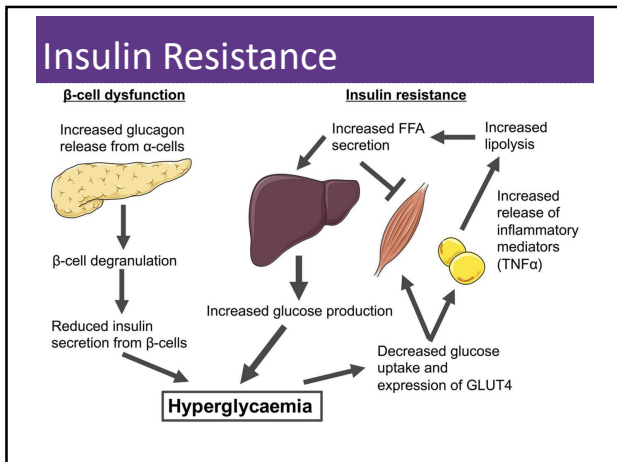 Insulin Resistance
β-cell dysfunction
Increased glucagon
release from α-cells
β-cell degranulation
Reduced insulin
secretion from β-cells
Insulin resistance
Increased FFA
secretion
Increased
lipolysis
Increased
release of
inflammatory
mediators
(TNFα)
Increased glucose production
Decreased glucose
uptake and
expression of GLUT4
Hyperglycaemia